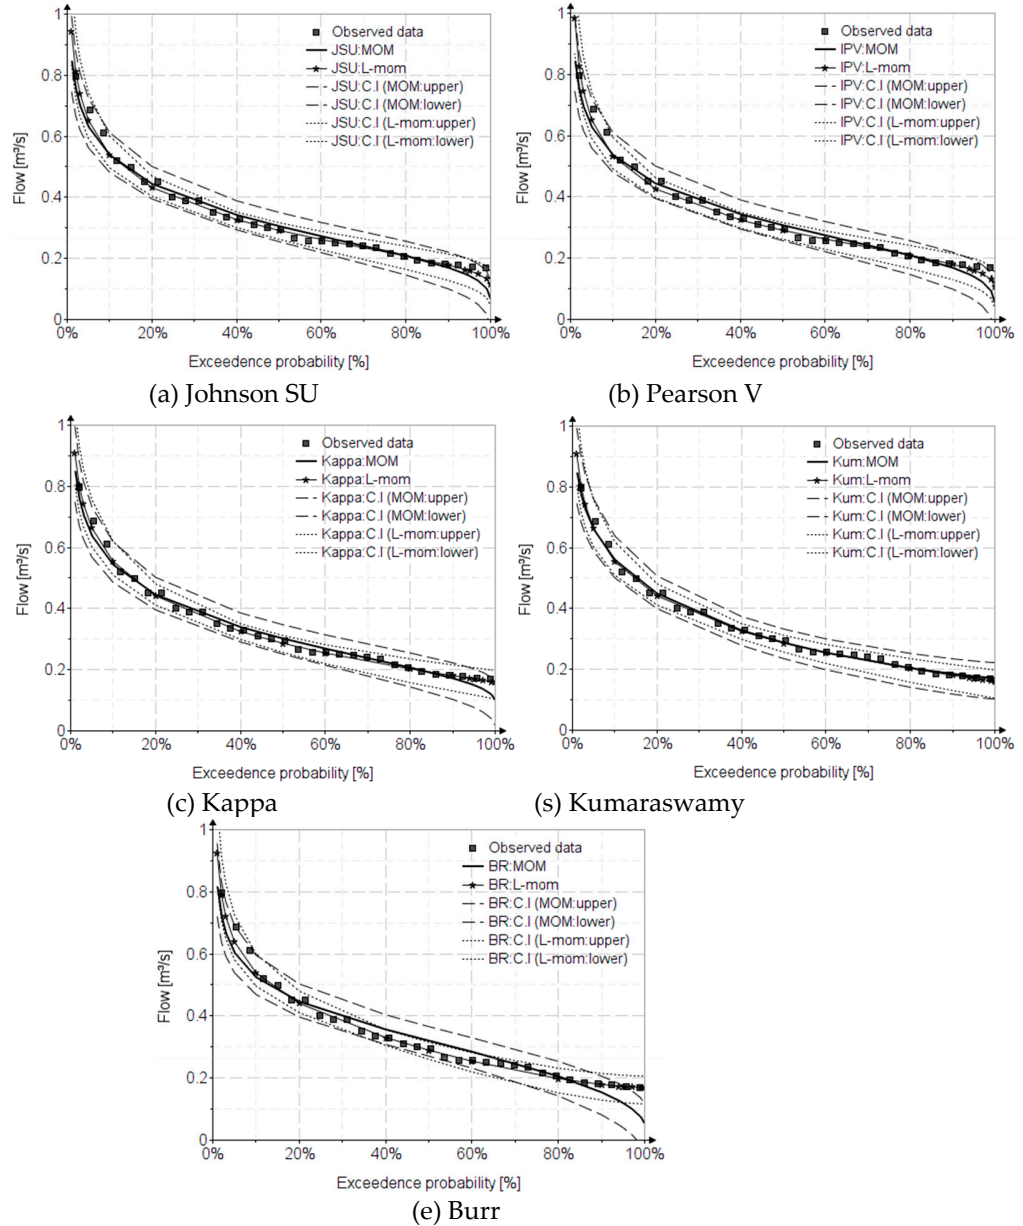 1
0.8
0.6
0.4
0.2
0
Flow [m³/s]
0% 20% 40% 60% 80% 100%
Exceedence probability [%]
Observed data
JSU:MOM
JSU:L-mom
JSU:C.I (MOM:upper)
JSU:C.I (MOM:lower)
JSU:C.I (L-mom:upper)
JSU:C.I (L-mom:lower)
(a) Johnson SU
1
0.8
0.6
0.4
0.2
0
Flow [m³/s]
0% 20% 40% 60% 80% 100%
Exceedence probability [%]
Observed data
IPV:MOM
IPV:L-mom
IPV:C.I (MOM:upper)
IPV:C.I (MOM:lower)
IPV:C.I (L-mom:upper)
IPV:C.I (L-mom:lower)
(b) Pearson V
1
0.8
0.6
0.4
0.2
0
Flow [m³/s]
0% 20% 40% 60% 80% 100%
Exceedence probability [%]
Observed data
Kappa:MOM
Kappa:L-mom
Kappa:C.I (MOM:upper)
Kappa:C.I (MOM:lower)
Kappa:C.I (L-mom:upper)
Kappa:C.I (L-mom:lower)
(c) Kappa
1
0.8
0.6
0.4
0.2
0
Flow [m³/s]
0% 20% 40% 60% 80% 100%
Exceedence probability [%]
Observed data
Kum:MOM
Kum:L-mom
Kum:C.I (MOM:upper)
Kum:C.I (MOM:lower)
Kum:C.I (L-mom:upper)
Kum:C.I (L-mom:lower)
(s) Kumaraswamy
1
0.8
0.6
0.4
0.2
0
Flow [m³/s]
0% 20% 40% 60% 80% 100%
Exceedence probability [%]
Observed data
BR:MOM
BR:L-mom
BR:C.I (MOM:upper)
BR:C.I (MOM:lower)
BR:C.I (L-mom:upper)
BR:C.I (L-mom:lower)
(e) Burr